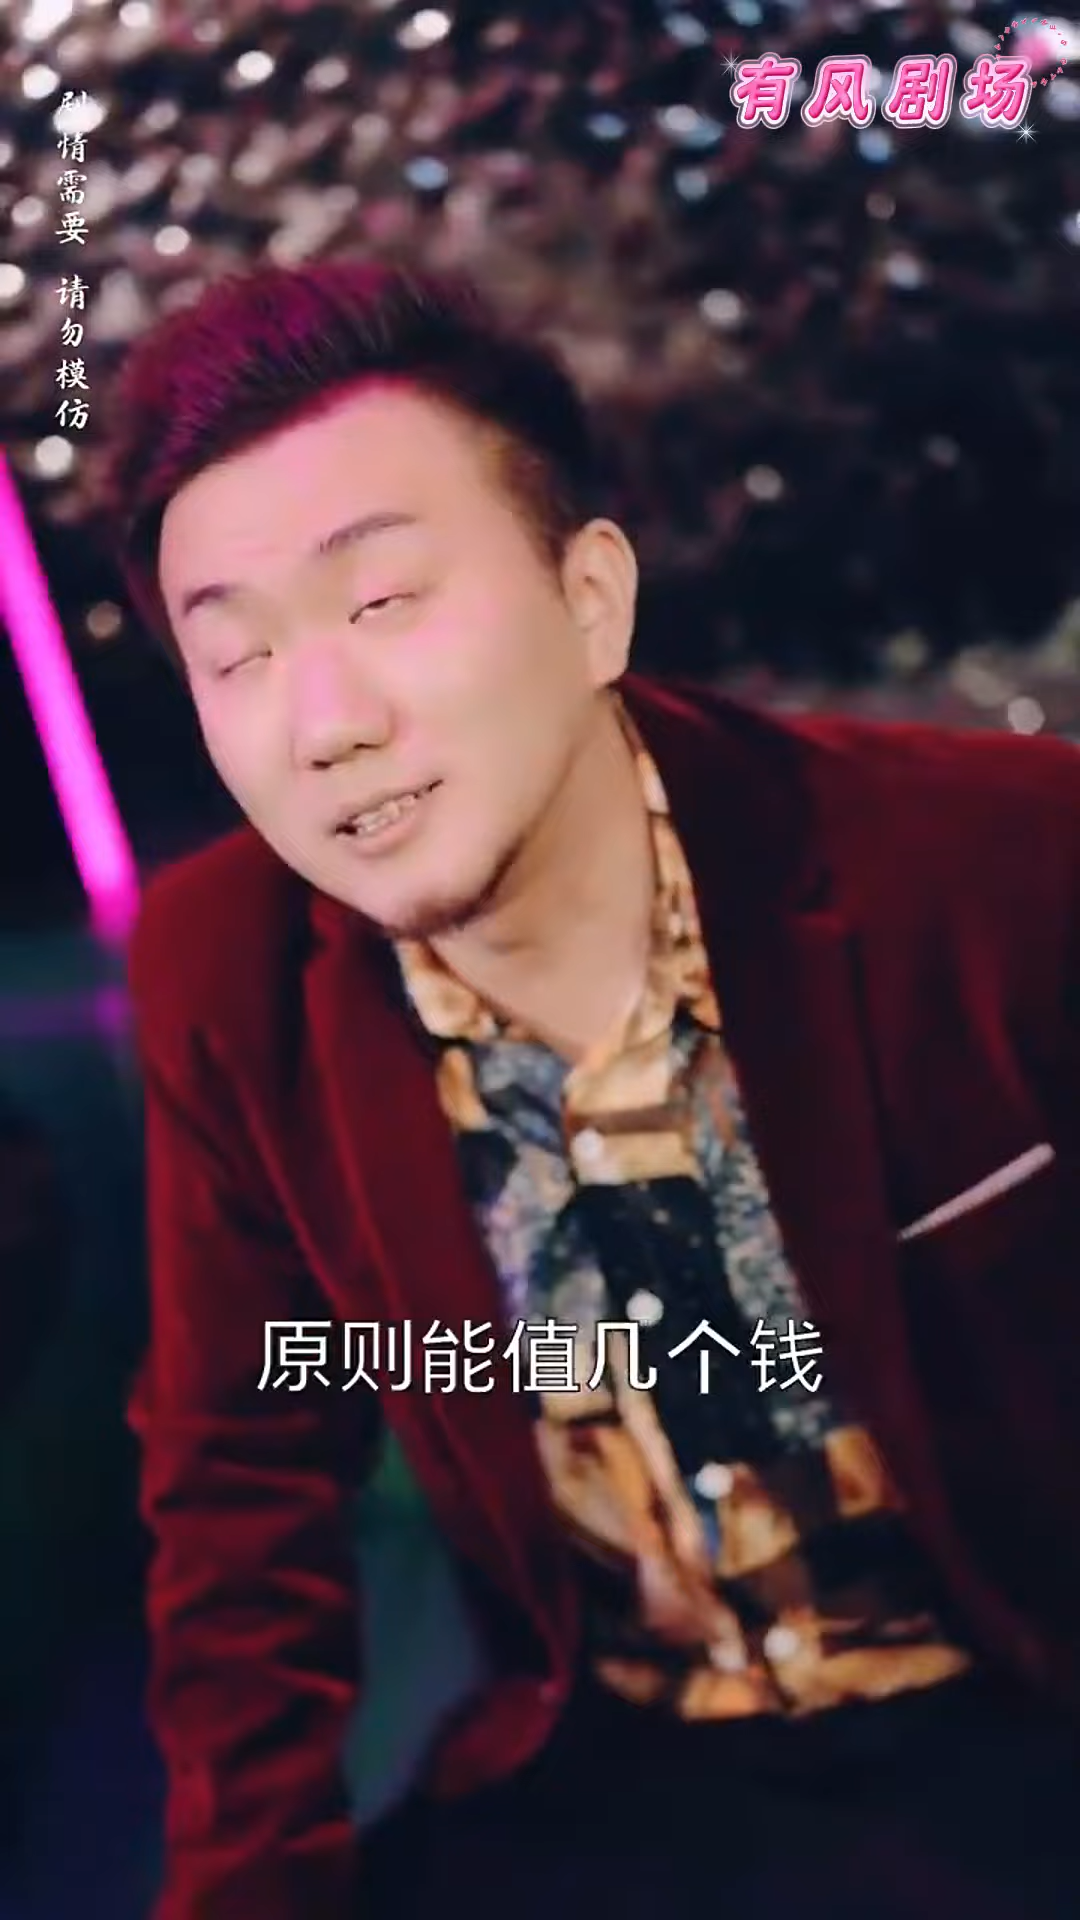 有风剧场
剧情需要 请勿模仿
原则能值几个钱